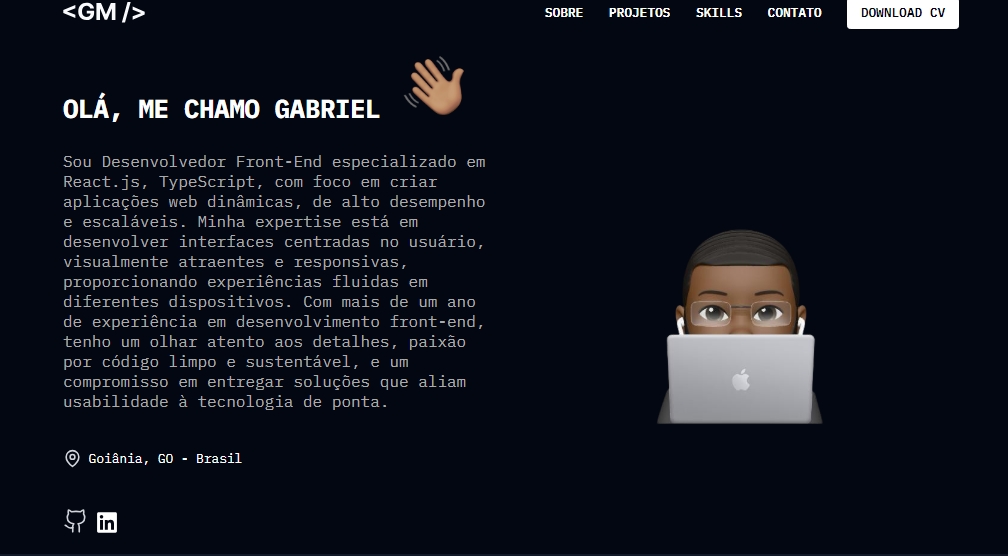 <GM />
SOBRE PROJETOS SKILLS CONTATO DOWNLOAD CV
OLÁ, ME CHAMO GABRIEL
Sou Desenvolvedor Front-End especializado em
React.js, TypeScript, com foco em criar
aplicações web dinâmicas, de alto desempenho
e escaláveis. Minha expertise está em
desenvolver interfaces centradas no usuário,
visualmente atraentes e responsivas,
proporcionando experiências fluidas em
diferentes dispositivos. Com mais de um ano
de experiência em desenvolvimento front-end,
tenho um olhar atento aos detalhes, paixão
por código limpo e sustentável, e um
compromisso em entregar soluções que aliam
usabilidade à tecnologia de ponta.
Goiânia, GO - Brasil
in